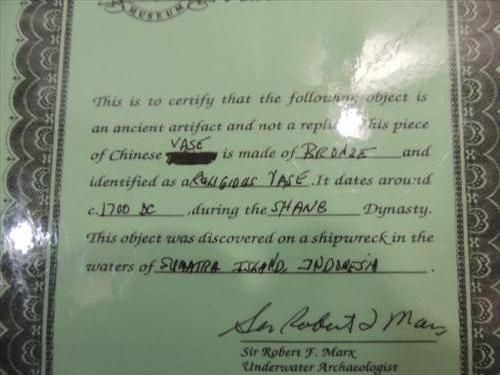 MUSEUM
This is to certify that the following object is
an ancient artifact and not a replica. This piece
VASE
of Chinese is made of BRONZE and
identified as a RELIGIOUS VASE. It dates around
c. 1700 BC, during the SHANG Dynasty.
This object was discovered on a shipwreck in the
waters of SUMATRA ISLAND, INDONESIA.
Sir Robert F Marx
Sir Robert F. Marx
Underwater Archaeologist